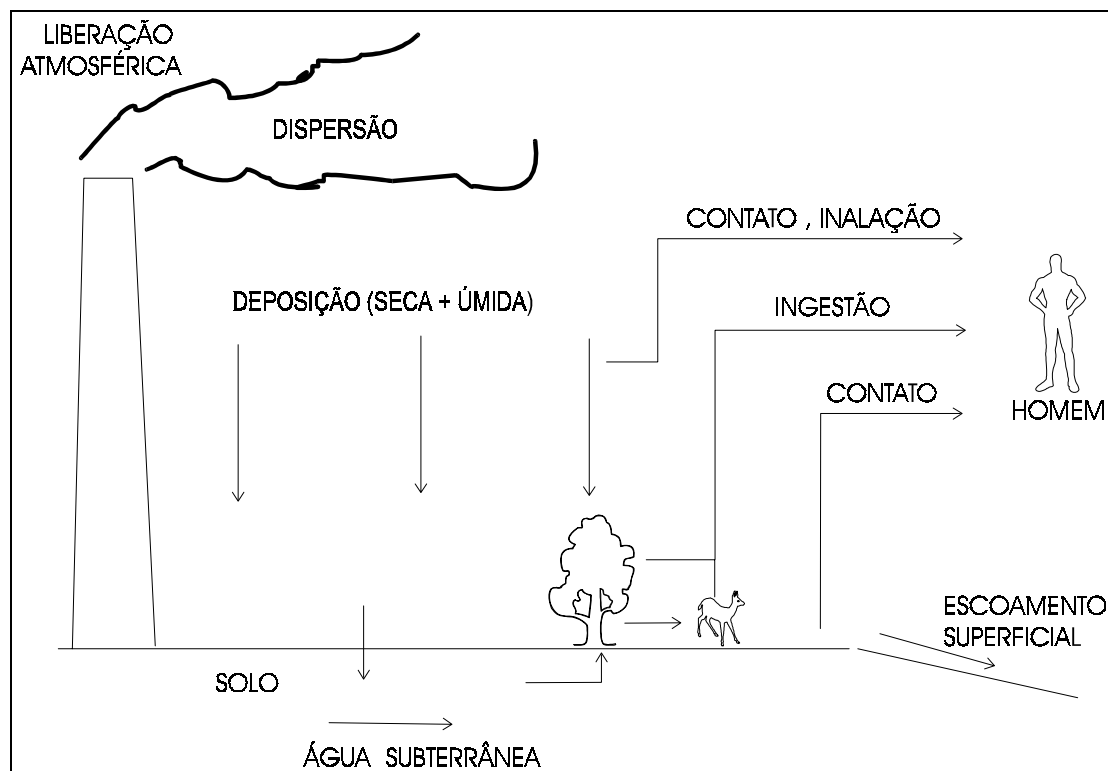 LIBERAÇÃO
ATMOSFÉRICA
DISPERSÃO
CONTATO , INALAÇÃO
DEPOSIÇÃO (SECA + ÚMIDA)
INGESTÃO
CONTATO
HOMEM
ESCOAMENTO
SUPERFICIAL
SOLO
ÁGUA SUBTERRÂNEA